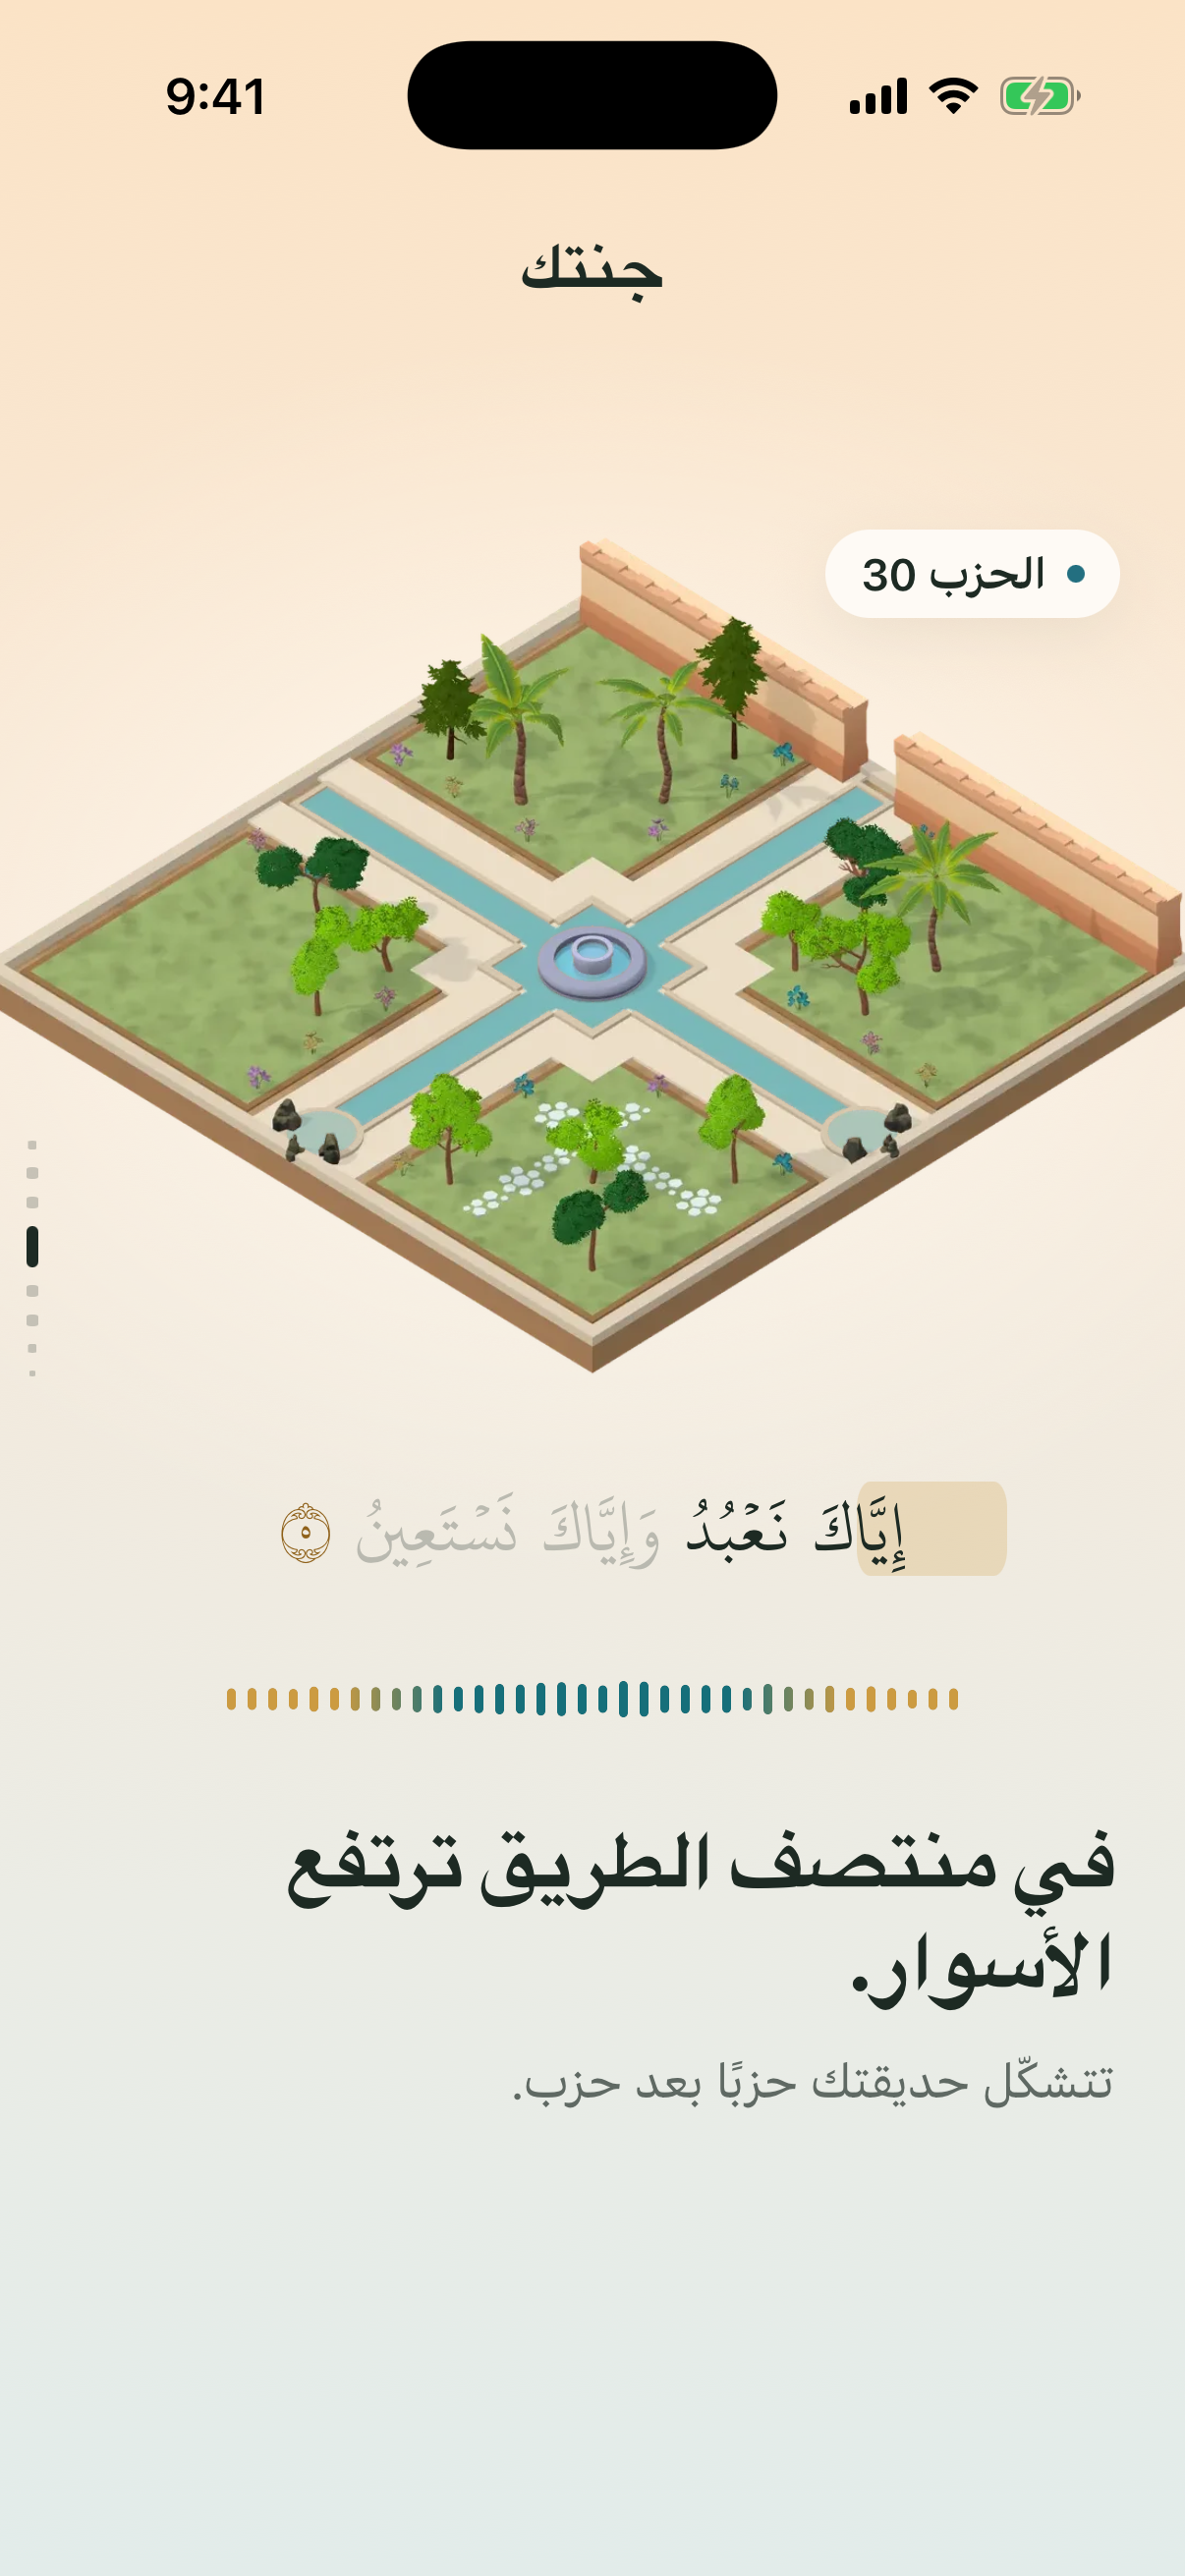 9:41
جنتك
الحزب 30
إِيَّاكَ نَعْبُدُ وَإِيَّاكَ نَسْتَعِينُ ٥
في منتصف الطريق ترتفع
الأسوار.
تتشكّل حديقتك حزبًا بعد حزب.